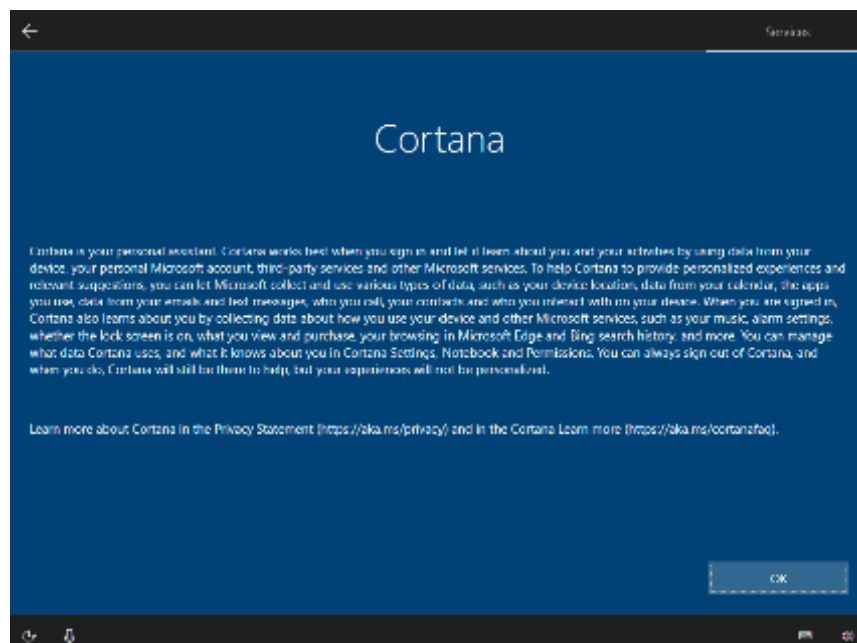 Services
Cortana
Cortana is your personal assistant. Cortana works best when you sign in and let it learn about you and your activities by using data from your
device, your personal Microsoft account, third-party services and other Microsoft services. To help Cortana to provide personalized experiences and
relevant suggestions, you can let Microsoft collect and use various types of data, such as your device location, data from your calendar, the apps
you use, data from your emails and text messages, who you call, your contacts and who you interact with on your device. When you are signed in,
Cortana also learns about you by collecting data about how you use your device and other Microsoft services, such as your music, alarm settings,
whether the lock screen is on, what you view and purchase, your browsing in Microsoft Edge and Bing search history, and more. You can manage
what data Cortana uses, and what it knows about you in Cortana Settings, Notebook and Permissions. You can always sign out of Cortana, and
when you do, Cortana will still be there to help, but your experiences will not be personalized.
Learn more about Cortana in the Privacy Statement (https://aka.ms/privacy) and in the Cortana Learn more (https://aka.ms/cortanafaq).
OK